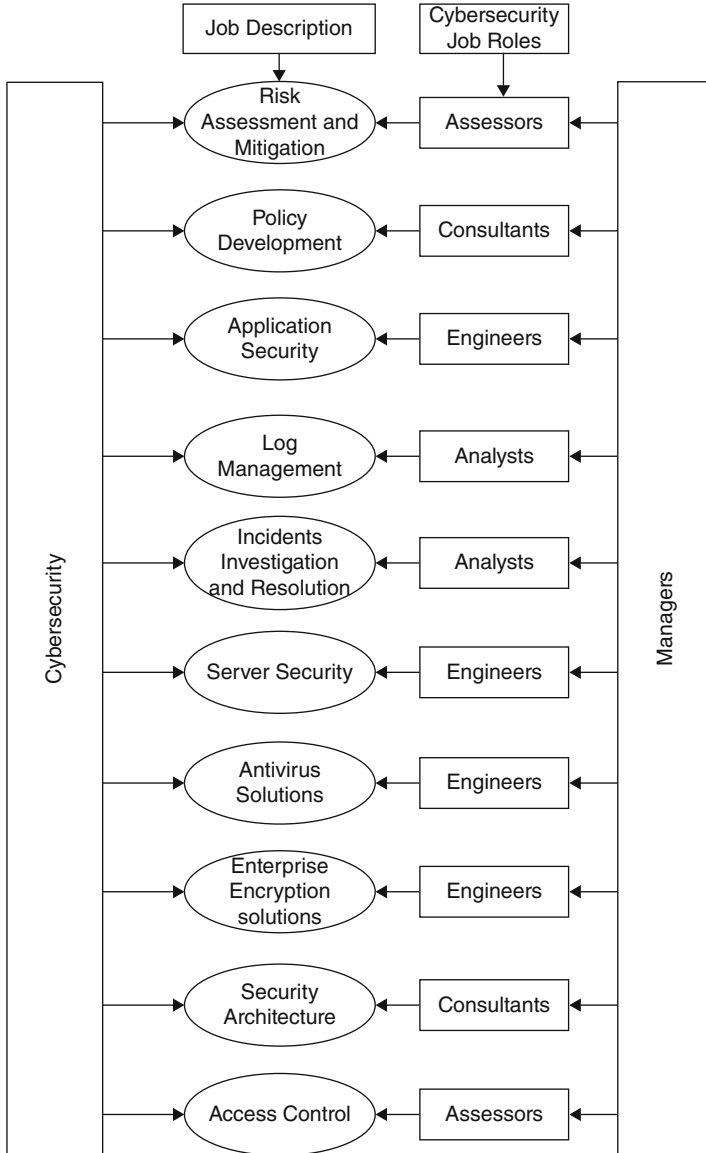 Job Description
Cybersecurity
Job Roles
Risk
Assessment and
Mitigation
Assessors
Policy
Development
Consultants
Application
Security
Engineers
Log
Management
Analysts
Incidents
Investigation
and Resolution
Analysts
Cybersecurity
Managers
Server Security
Engineers
Antivirus
Solutions
Engineers
Enterprise
Encryption
solutions
Engineers
Security
Architecture
Consultants
Access Control
Assessors